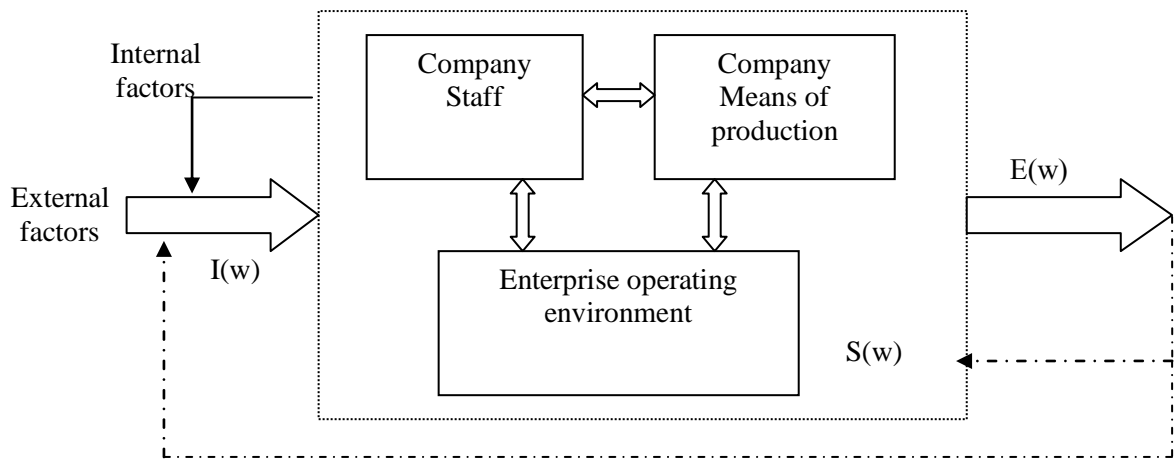 Internal
factors
External
factors
I(w)
Company
Staff
Company
Means of
production
Enterprise operating
environment
S(w)
E(w)